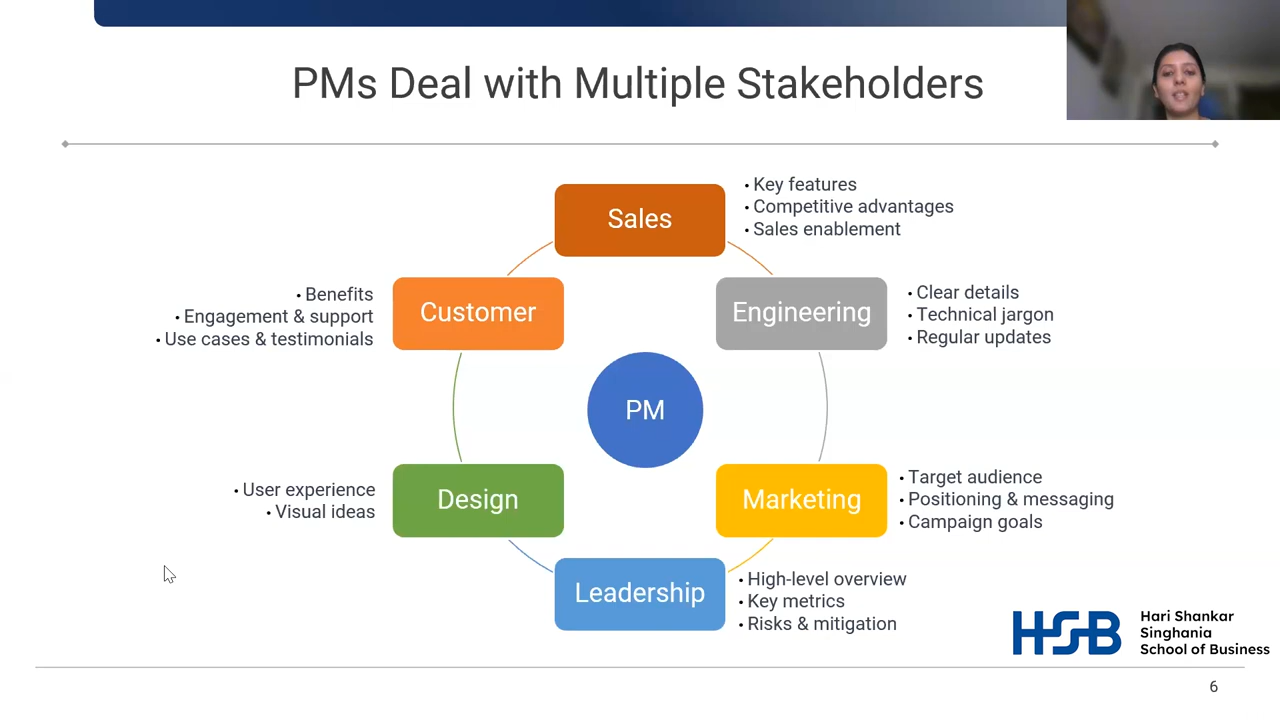 PMs Deal with Multiple Stakeholders
Sales
• Key features
• Competitive advantages
• Sales enablement
Customer
• Benefits
• Engagement & support
• Use cases & testimonials
Engineering
• Clear details
• Technical jargon
• Regular updates
PM
Design
• User experience
• Visual ideas
Marketing
• Target audience
• Positioning & messaging
• Campaign goals
Leadership
• High-level overview
• Key metrics
• Risks & mitigation
HSB
Hari Shankar
Singhania
School of Business
6